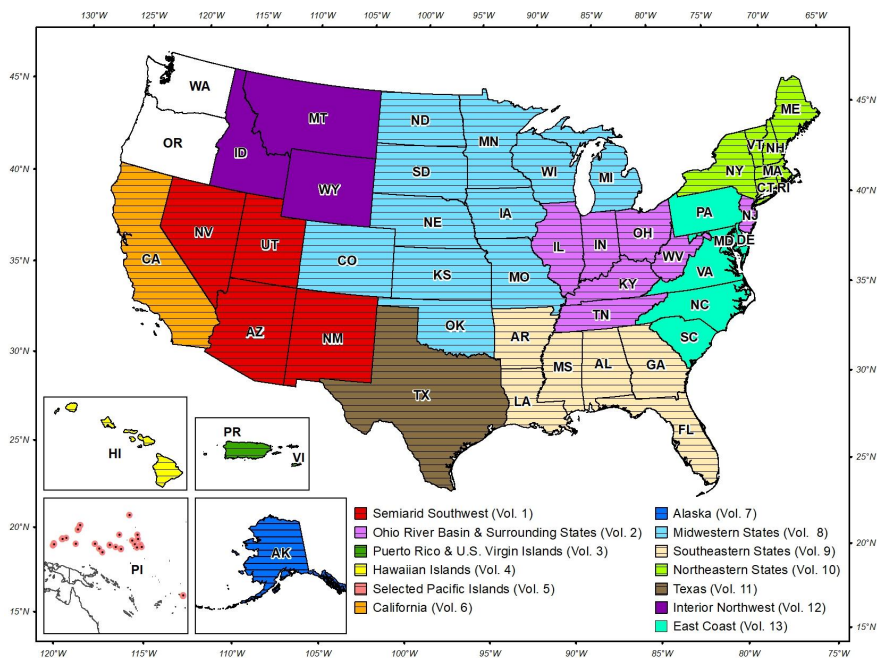 130°W 125°W 120°W 115°W 110°W 105°W 100°W 95°W 90°W 85°W 80°W 75°W 70°W 65°W
45°N
40°N
35°N
30°N
25°N
20°N
15°N
WA
OR
ID
MT
WY
ND
SD
NE
CO
KS
OK
MN
IA
MO
WI
MI
NV
UT
CA
AZ
NM
TX
IL
IN
OH
KY
WV
TN
NJ
AR
LA
MS
AL
GA
FL
PA
MD
DE
VA
NC
SC
ME
VT
NH
NY
MA
CT
RI
45°N
40°N
35°N
30°N
25°N
20°N
15°N
HI
PR
VI
PI
AK
Semiarid Southwest (Vol. 1)
Ohio River Basin & Surrounding States (Vol. 2)
Puerto Rico & U.S. Virgin Islands (Vol. 3)
Hawaiian Islands (Vol. 4)
Selected Pacific Islands (Vol. 5)
California (Vol. 6)
Alaska (Vol. 7)
Midwestern States (Vol. 8)
Southeastern States (Vol. 9)
Northeastern States (Vol. 10)
Texas (Vol. 11)
Interior Northwest (Vol. 12)
East Coast (Vol. 13)
120°W 115°W 110°W 105°W 100°W 95°W 90°W 85°W 80°W 75°W